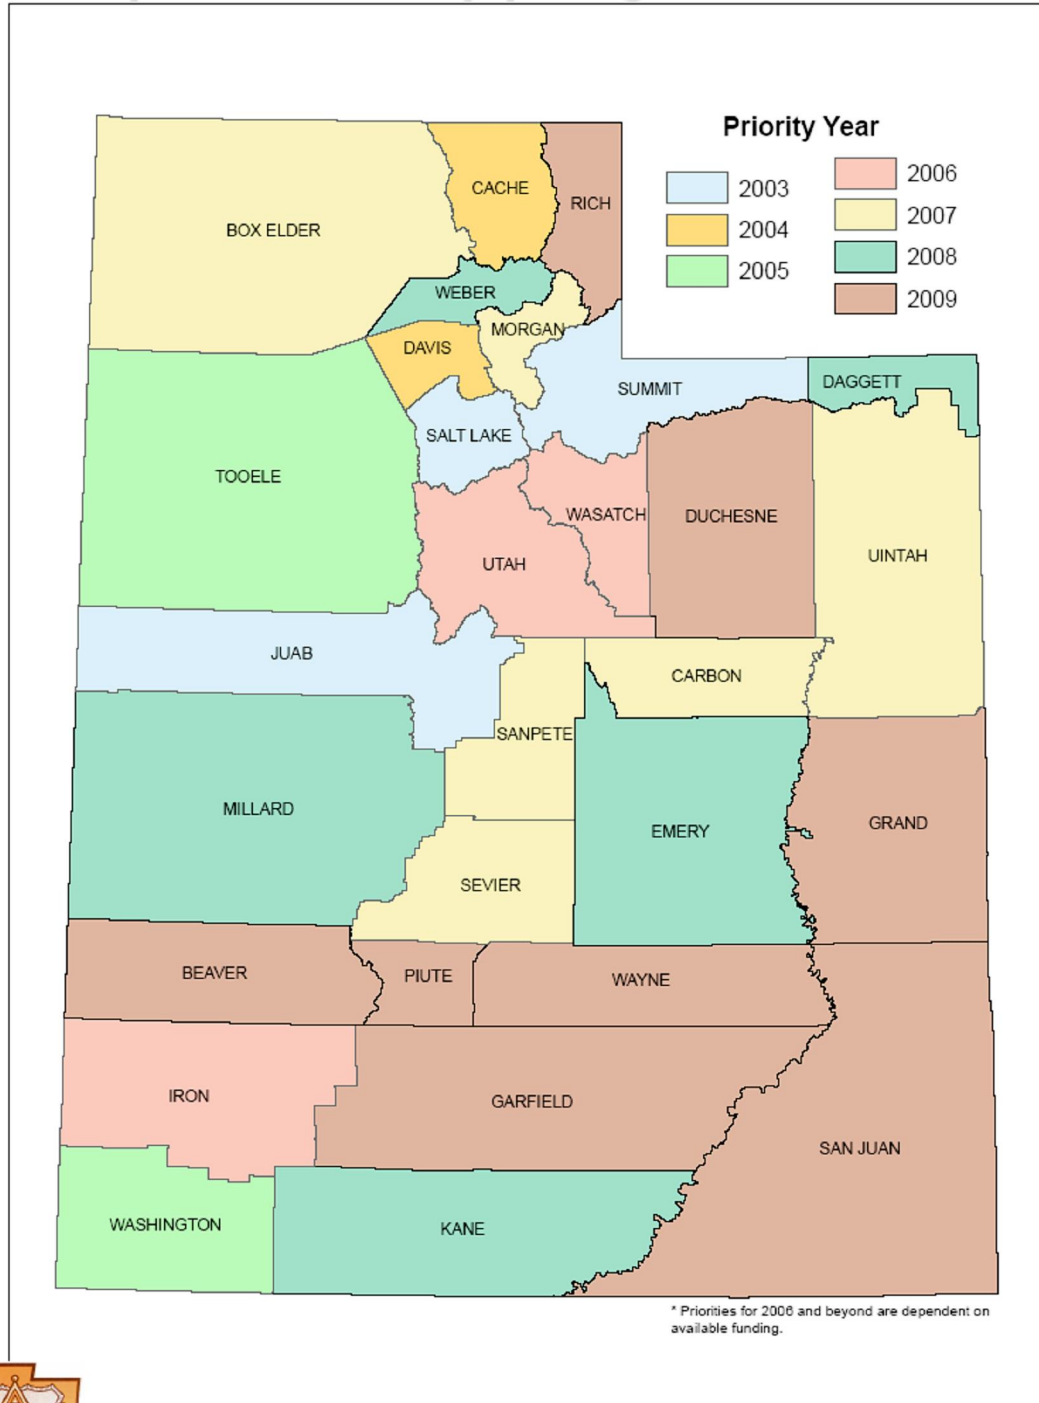 Priority Year
2003
2004
2005
2006
2007
2008
2009
BOX ELDER
CACHE
RICH
WEBER
MORGAN
DAVIS
SUMMIT
DAGGETT
SALT LAKE
TOOELE
WASATCH
DUCHESNE
UINTAH
UTAH
JUAB
CARBON
SANPETE
MILLARD
EMERY
GRAND
SEVIER
BEAVER
PIUTE
WAYNE
IRON
GARFIELD
SAN JUAN
WASHINGTON
KANE
* Priorities for 2006 and beyond are dependent on
available funding.